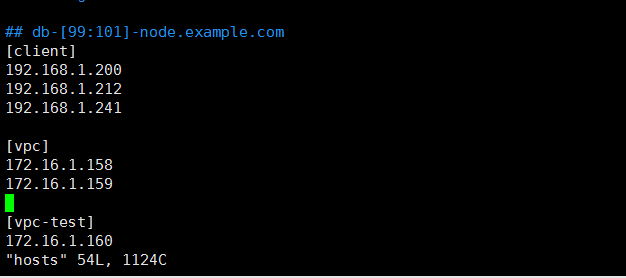 ## db-[99:101]-node.example.com
[client]
192.168.1.200
192.168.1.212
192.168.1.241
[vpc]
172.16.1.158
172.16.1.159
[vpc-test]
172.16.1.160
"hosts" 54L, 1124C